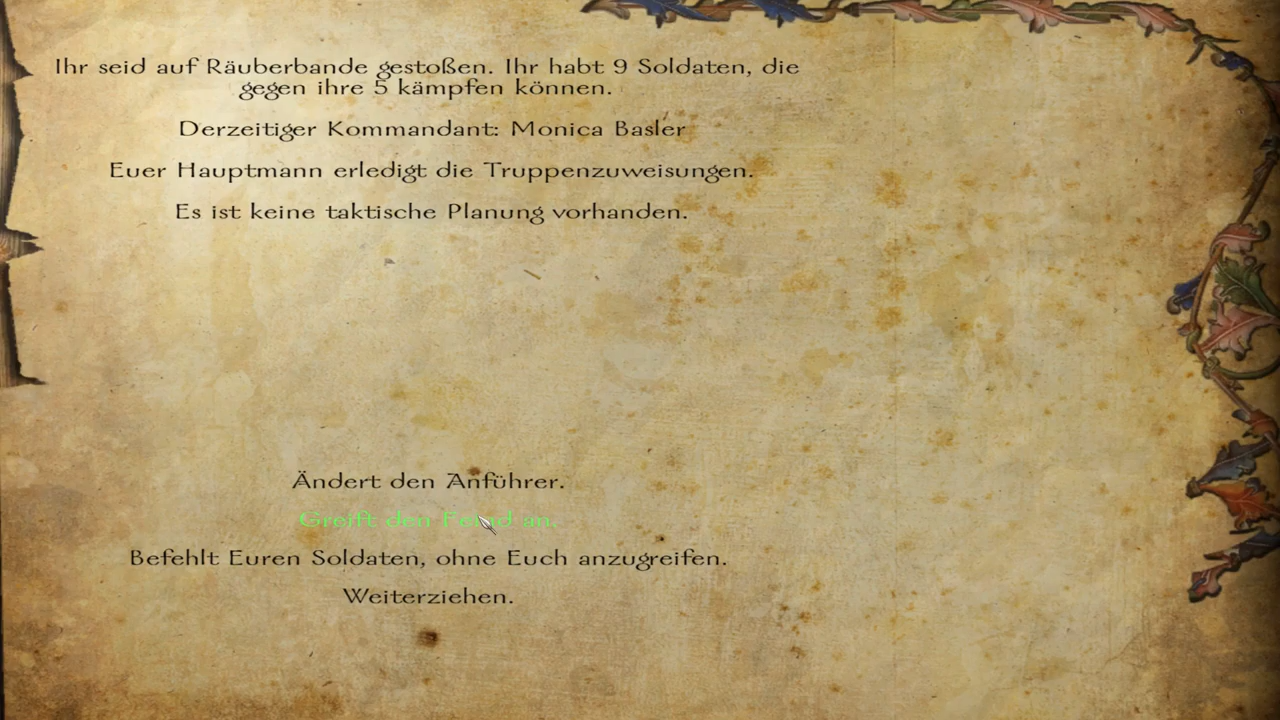 Ihr seid auf Räuberbande gestoßen. Ihr habt 9 Soldaten, die
gegen ihre 5 kämpfen können.
Derzeitiger Kommandant: Monica Basler
Euer Hauptmann erledigt die Truppenzuweisungen.
Es ist keine taktische Planung vorhanden.
Ändert den Anführer.
Greift den Feind an.
Befehlt Euren Soldaten, ohne Euch anzugreifen.
Weiterziehen.